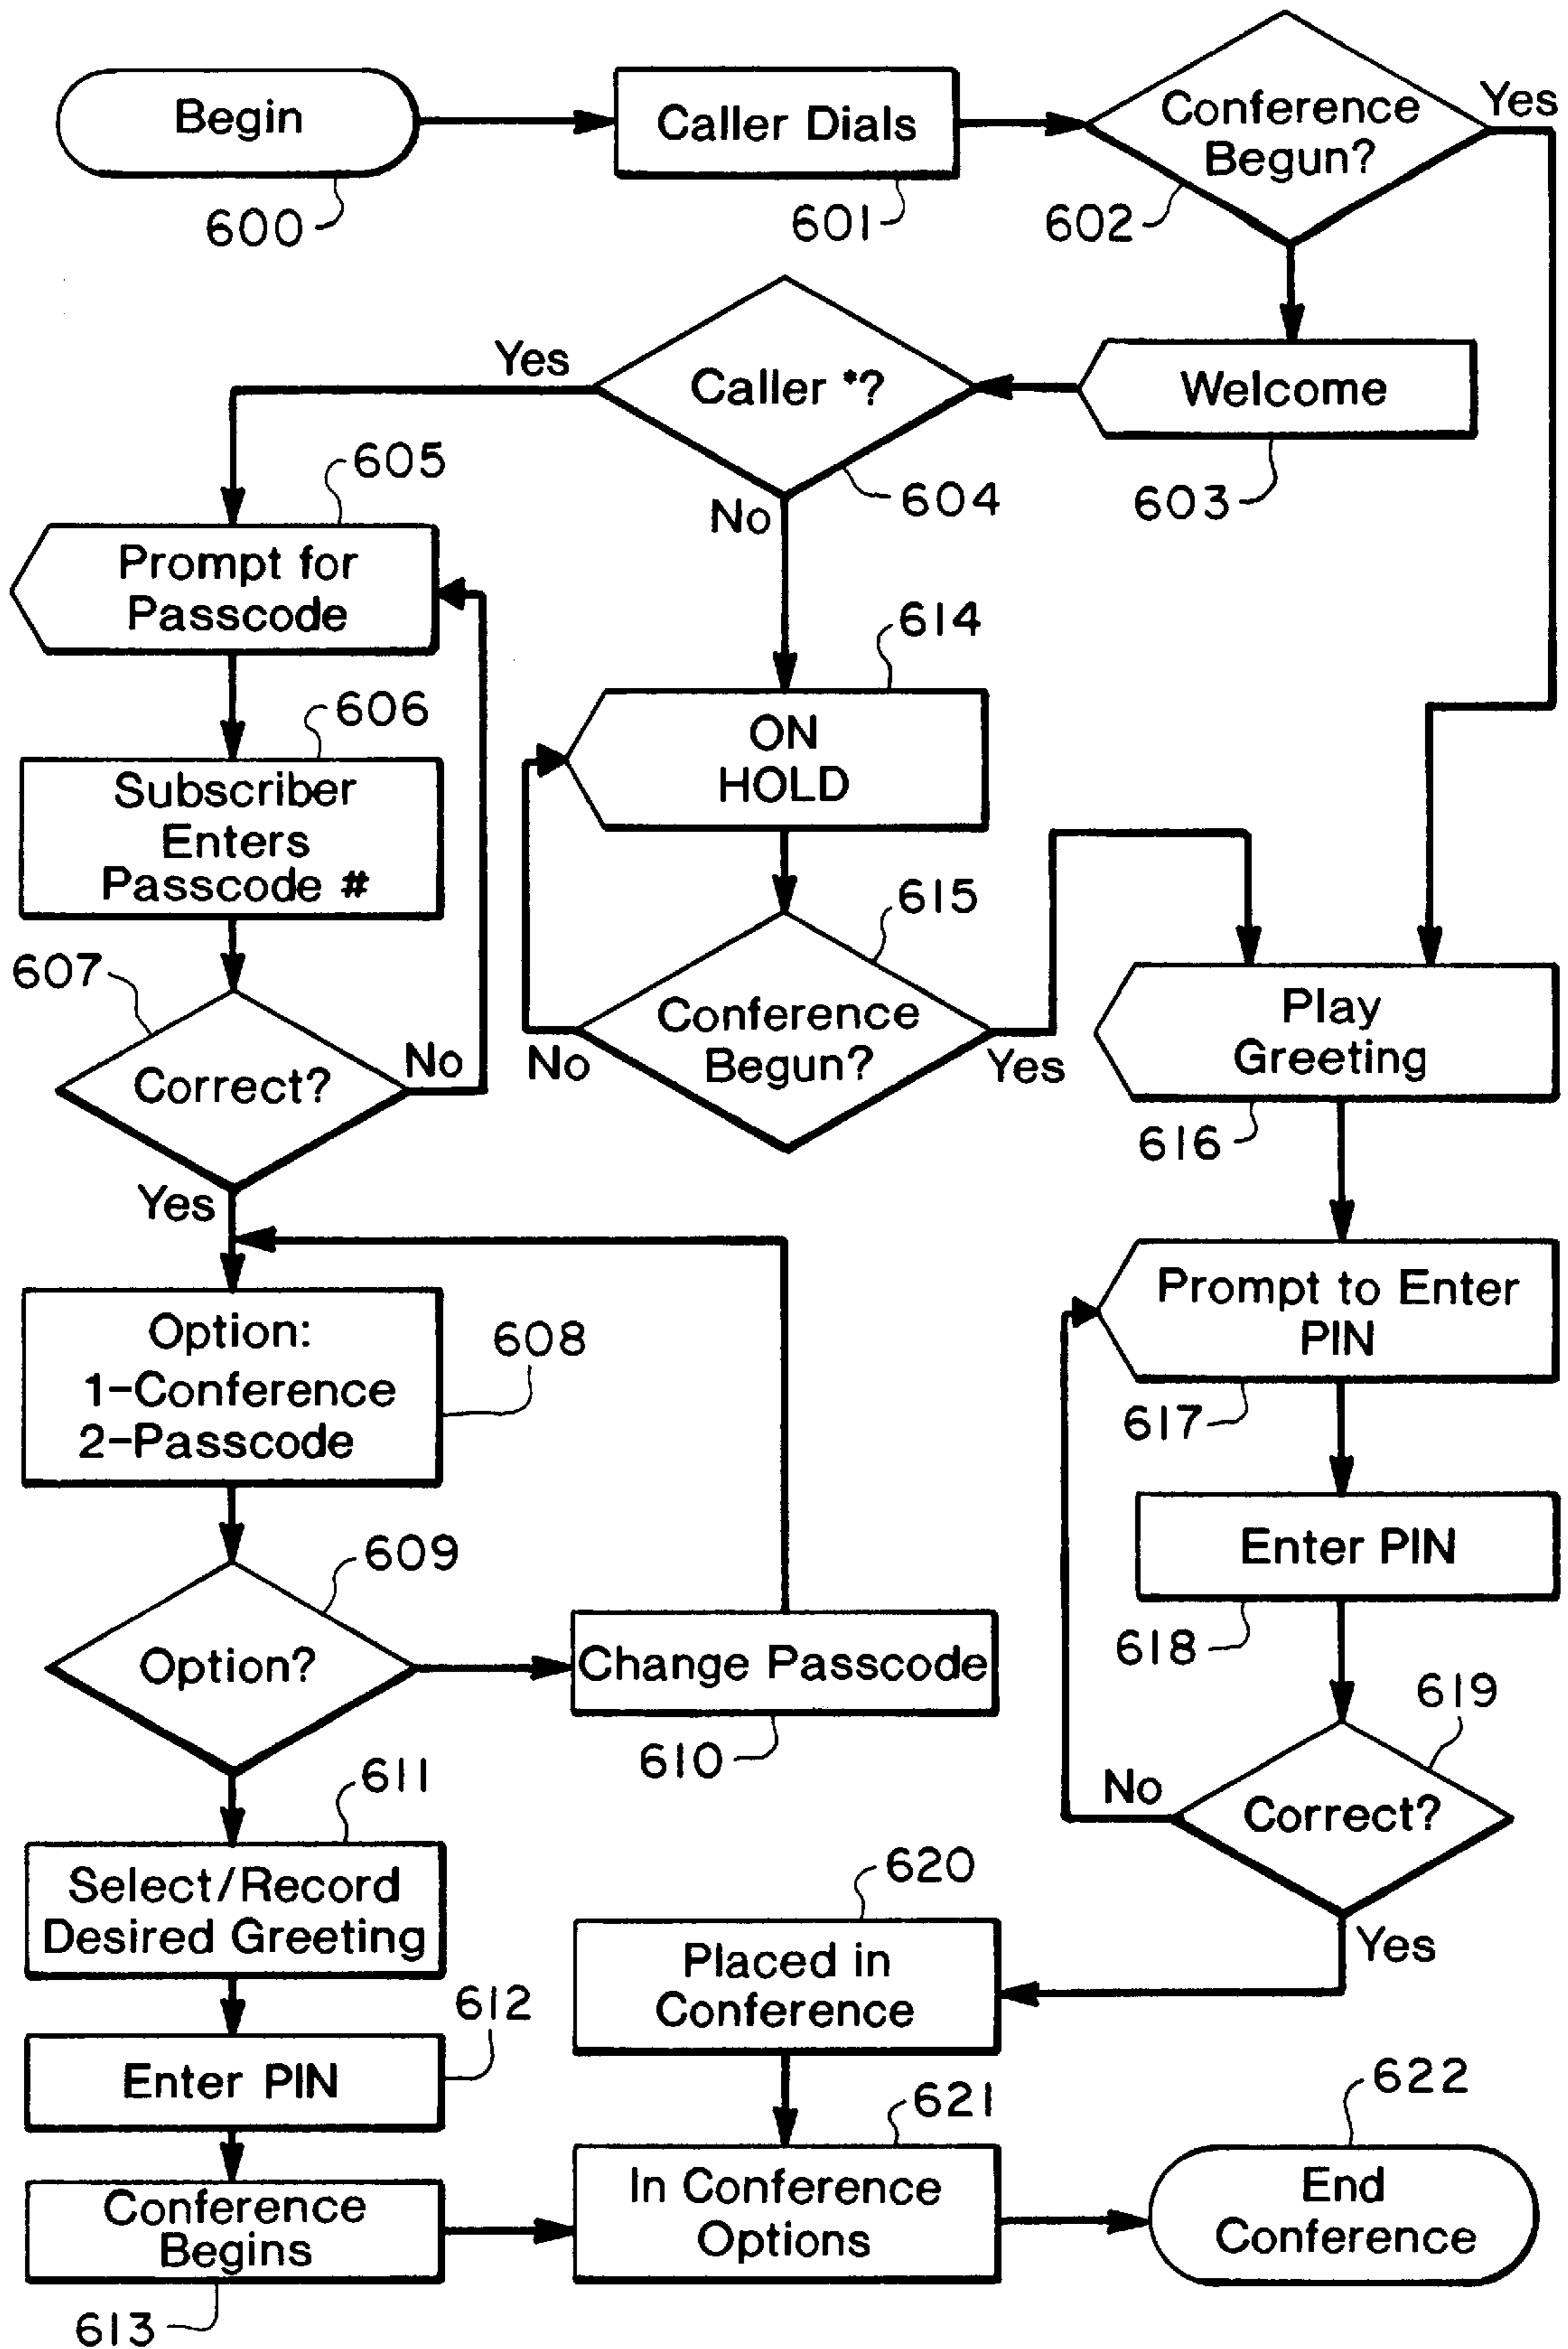 Begin
600
Caller Dials
601
Conference
Begun?
602
Yes
Welcome
603
Caller *?
604
Yes
No
605
Prompt for
Passcode
606
Subscriber
Enters
Passcode #
607
Correct?
No
Yes
614
ON
HOLD
615
Conference
Begun?
No
Yes
Play
Greeting
616
Option:
1-Conference
2-Passcode
608
Prompt to Enter
PIN
617
609
Option?
Change Passcode
610
Enter PIN
618
619
Correct?
No
Yes
611
Select/Record
Desired Greeting
612
Enter PIN
Conference
Begins
613
620
Placed in
Conference
621
In Conference
Options
622
End
Conference